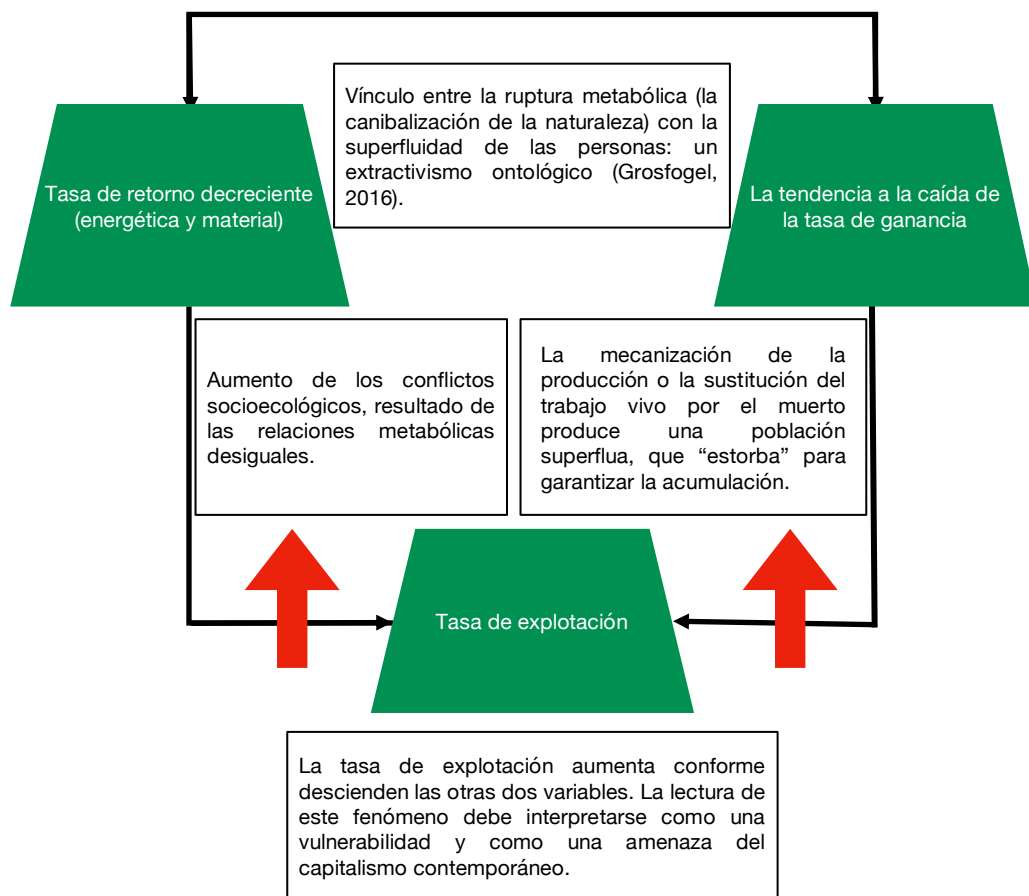 Vínculo entre la ruptura metabólica (la
canibalización de la naturaleza) con la
superfluidad de las personas: un
extractivismo ontológico (Grosfogel,
2016).
Tasa de retorno decreciente
(energética y material)
La tendencia a la caída de
la tasa de ganancia
Aumento de los conflictos
socioecológicos, resultado de
las relaciones metabólicas
desiguales.
La mecanización de la
producción o la sustitución del
trabajo vivo por el muerto
produce una población
superflua, que “estorba” para
garantizar la acumulación.
Tasa de explotación
La tasa de explotación aumenta conforme
descienden las otras dos variables. La lectura de
este fenómeno debe interpretarse como una
vulnerabilidad y como una amenaza del
capitalismo contemporáneo.